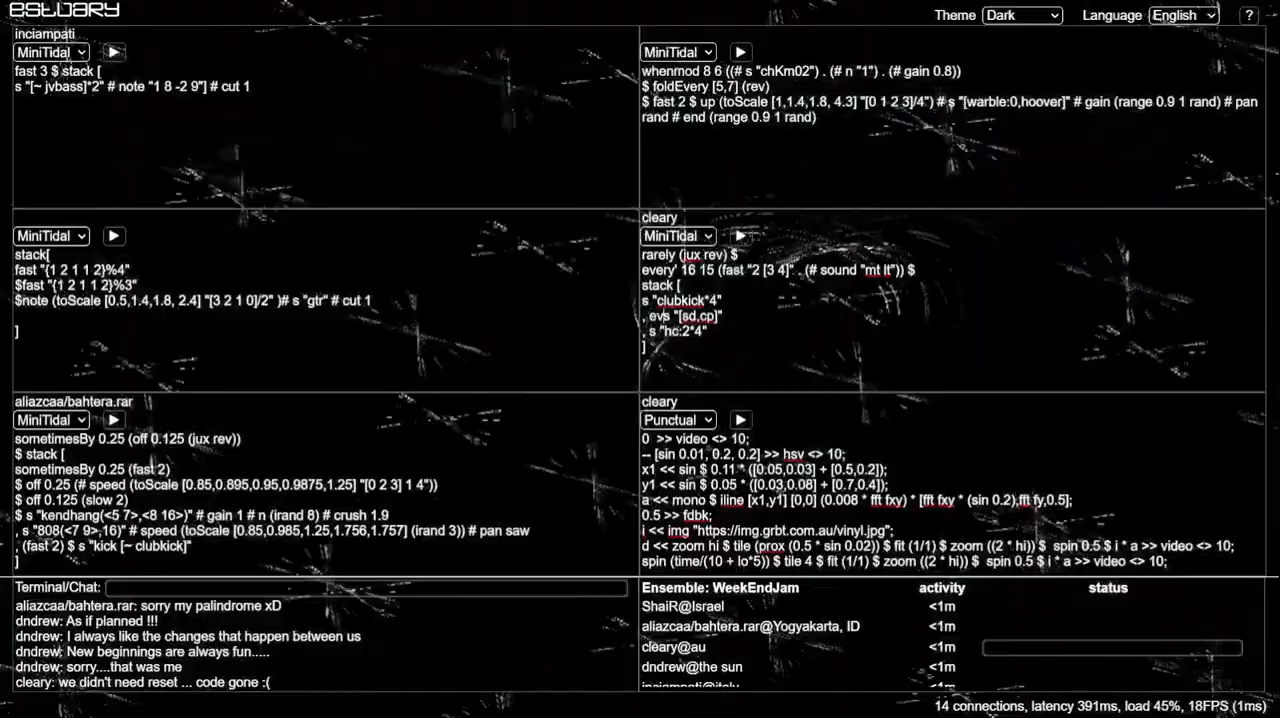 estuary
Theme Dark Language English ?
inciampati
MiniTidal
fast 3 $ stack [
s "[~ jvbass]*2" # note "1 8 -2 9"] # cut 1
MiniTidal
whenmod 8 6 ((# s "chKm02") . (# n "1") . (# gain 0.8))
$ foldEvery [5,7] (rev)
$ fast 2 $ up (toScale [1,1.4,1.8, 4.3] "[0 1 2 3]/4") # s "[warble:0,hoover]" # gain (range 0.9 1 rand) # pan
rand # end (range 0.9 1 rand)
MiniTidal
stack[
fast "{1 2 1 1 2}%4"
$fast "{1 2 1 1 2}%3"
$note (toScale [0.5,1.4,1.8, 2.4] "[3 2 1 0]/2" )# s "gtr" # cut 1
]
cleary
MiniTidal
rarely (jux rev) $
every' 16 15 (fast "2 [3 4]" . (# sound "mt lt")) $
stack [
s "clubkick*4"
, evs "[sd,cp]"
, s "hc:2*4"
]
aliazcaa/bahtera.rar
MiniTidal
sometimesBy 0.25 (off 0.125 (jux rev))
$ stack [
sometimesBy 0.25 (fast 2)
$ off 0.25 (# speed (toScale [0.85,0.895,0.95,0.9875,1.25] "[0 2 3] 1 4"))
$ off 0.125 (slow 2)
$ s "kendhang(<5 7>,<8 16>)" # gain 1 # n (irand 8) # crush 1.9
, s "808(<7 9>,16)" # speed (toScale [0.85,0.985,1.25,1.756,1.757] (irand 3)) # pan saw
, (fast 2) $ s "kick [~ clubkick]"
]
cleary
Punctual
0 >> video <> 10;
-- [sin 0.01, 0.2, 0.2] >> hsv <> 10;
x1 << sin $ 0.11 * ([0.05,0.03] + [0.5,0.2]);
y1 << sin $ 0.05 * ([0.03,0.08] + [0.7,0.4]);
a << mono $ iline [x1,y1] [0,0] (0.008 * fft fxy) * [fft fxy * (sin 0.2),fft fy,0.5];
0.5 >> fdbk;
i << img "https://img.grbt.com.au/vinyl.jpg";
d << zoom hi $ tile (prox (0.5 * sin 0.02)) $ fit (1/1) $ zoom ((2 * hi)) $ spin 0.5 $ i * a >> video <> 10;
spin (time/(10 + lo*5)) $ tile 4 $ fit (1/1) $ zoom ((2 * hi)) $ spin 0.5 $ i * a >> video <> 10;
Terminal/Chat:
aliazcaa/bahtera.rar: sorry my palindrome xD
dndrew: As if planned !!!
dndrew: I always like the changes that happen between us
dndrew: New beginnings are always fun.....
dndrew: sorry....that was me
cleary: we didn't need reset ... code gone :(
Ensemble: WeekEndJam activity status
ShaiR@Israel <1m
aliazcaa/bahtera.rar@Yogyakarta, ID <1m
cleary@au <1m
dndrew@the sun <1m
inciampati@italy <1m
14 connections, latency 391ms, load 45%, 18FPS (1ms)